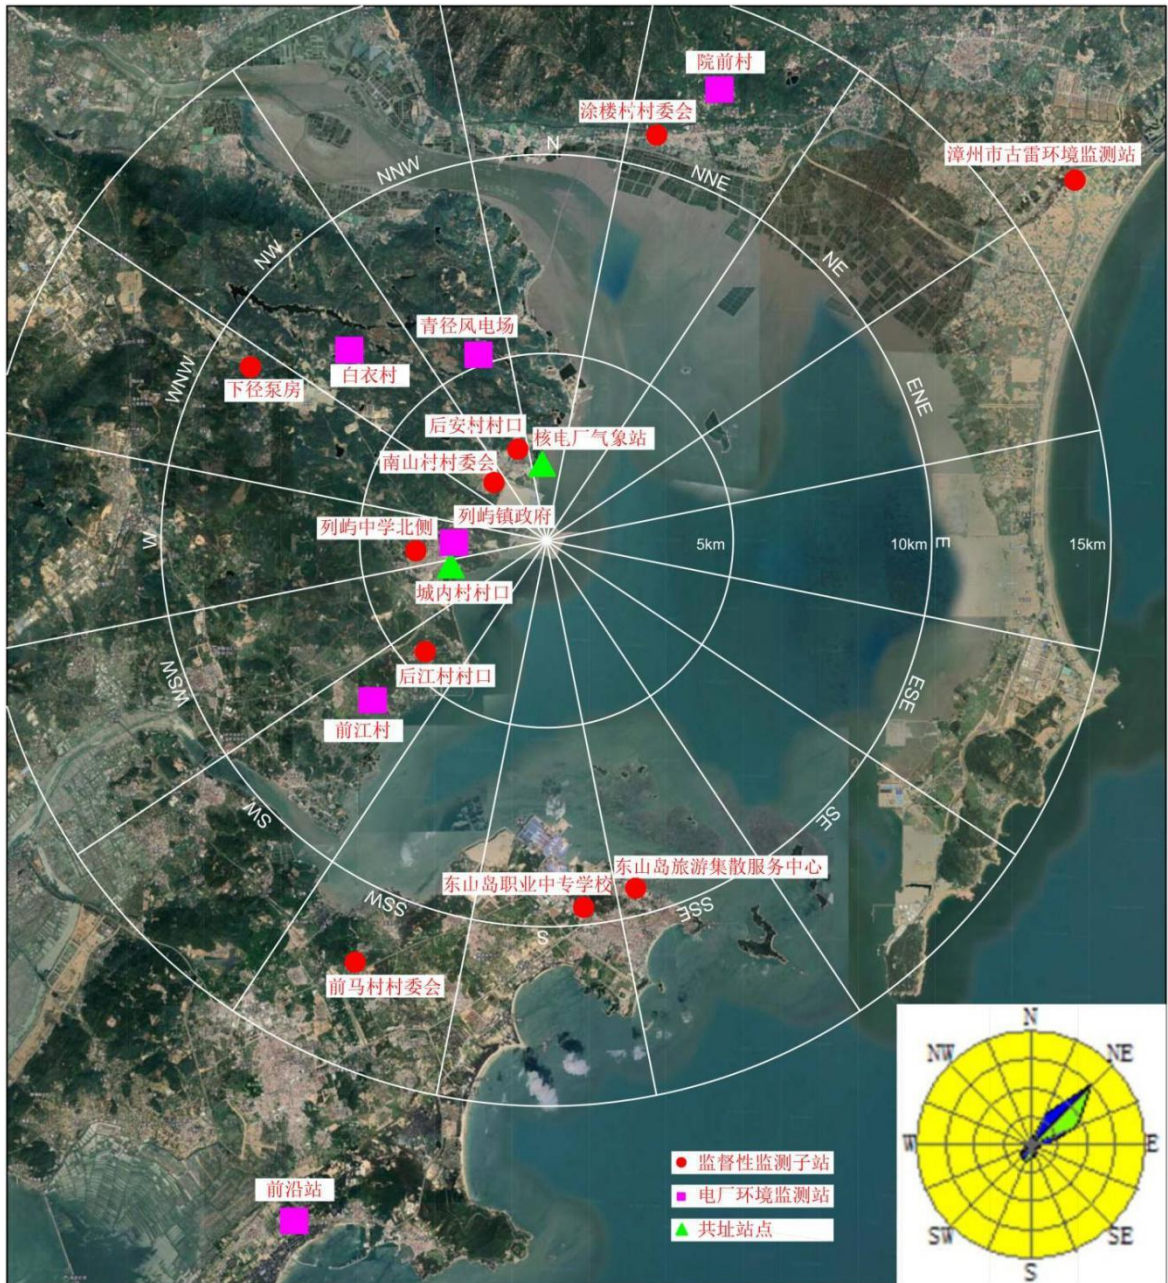 院前村
涂楼村村委会
漳州市古雷环境监测站
N
NNW
NNE
NW
NE
青径风电场
白衣村
下径泵房
WNW
ENE
后安村村口
核电厂气象站
南山村村委会
列屿镇政府
列屿中学北侧
W
5km
10km
E
15km
城内村村口
后江村村口
WSW
ESE
前江村
SW
SE
东山岛旅游集散服务中心
东山岛职业中专学校
SSW
SSE
S
前马村村委会
前沿站
监督性监测子站
电厂环境监测站
共址站点
N
NW
NE
W
E
SW
SE
S